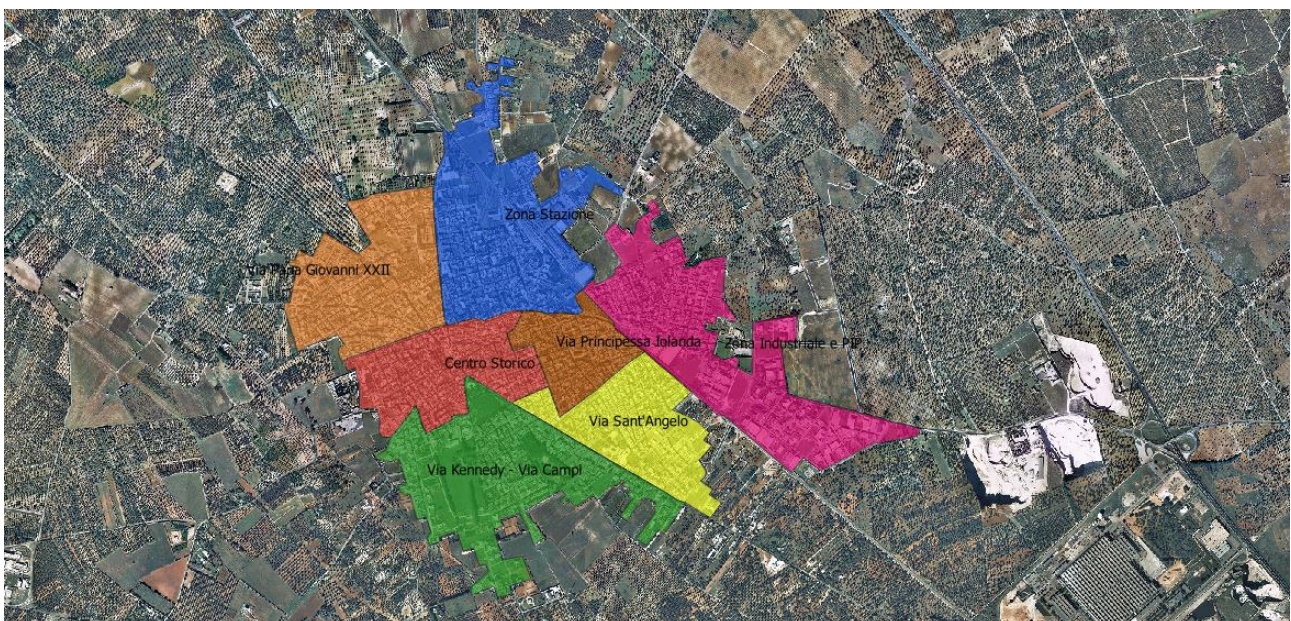 Zona Stazione
Via Papa Giovanni XXII
Via Principessa Iolanda
Zona Industriale e PIP
Centro Storico
Via Sant'Angelo
Via Kennedy - Via Campi